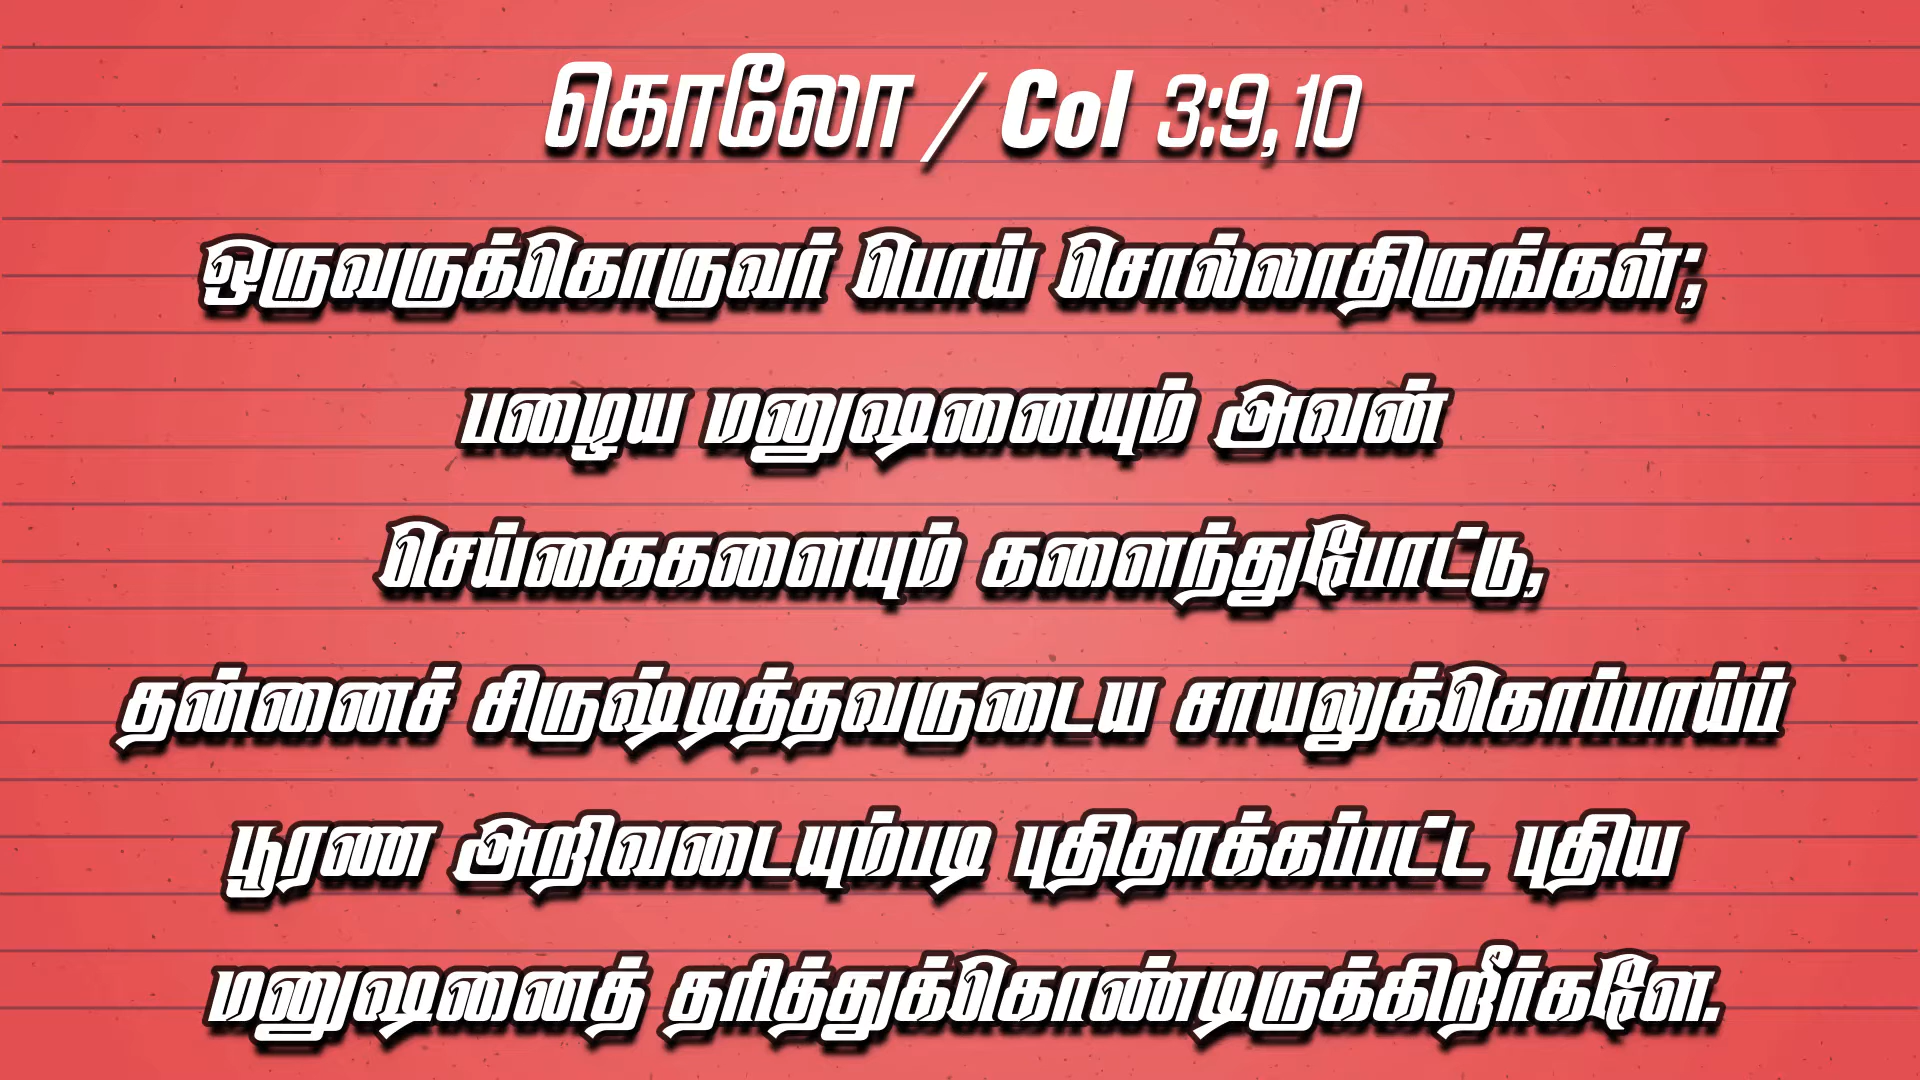 கொலோ / Col 3:9,10
ஒருவருக்கொருவர் பொய் சொல்லாதிருங்கள்;
பழைய மனுஷனையும் அவன்
செய்கைகளையும் களைந்துபோட்டு,
தன்னைச் சிருஷ்டித்தவருடைய சாயலுக்கொப்பாய்ப்
பூரண அறிவடையும்படி புதிதாக்கப்பட்ட புதிய
மனுஷனைத் தரித்துக்கொண்டிருக்கிறீர்களே.